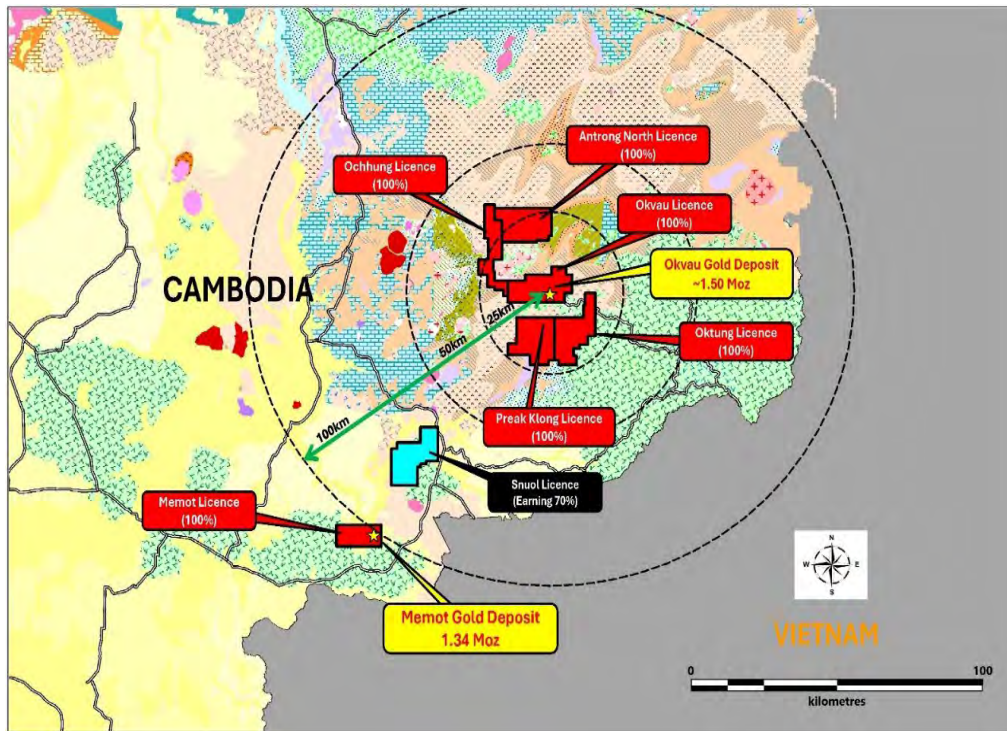 Antrong North Licence
(100%)
Ochhung Licence
(100%)
Okvau Licence
(100%)
Okvau Gold Deposit
~1.50 Moz
CAMBODIA
25km
50km
100km
Oktung Licence
(100%)
Preak Klong Licence
(100%)
Snuol Licence
(Earning 70%)
Memot Licence
(100%)
Memot Gold Deposit
1.34 Moz
N
W
E
S
VIETNAM
0
100
kilometres